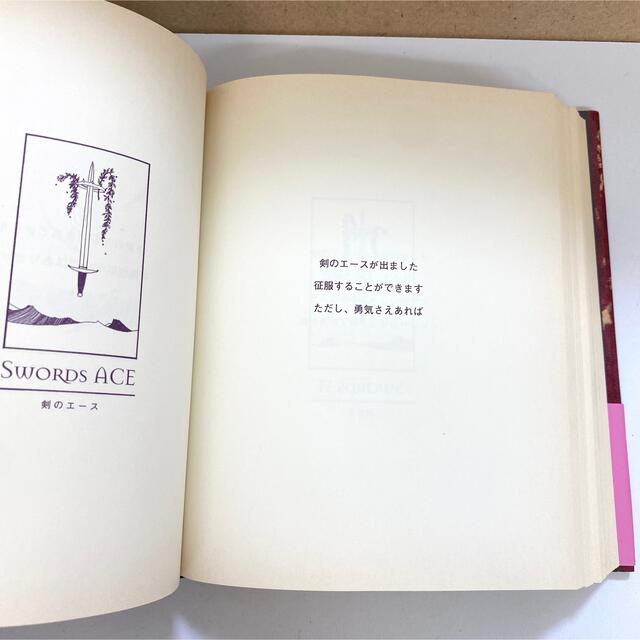 SWORDS ACE
剣のエース
剣のエースが出ました
征服することができます
ただし、勇気さえあれば